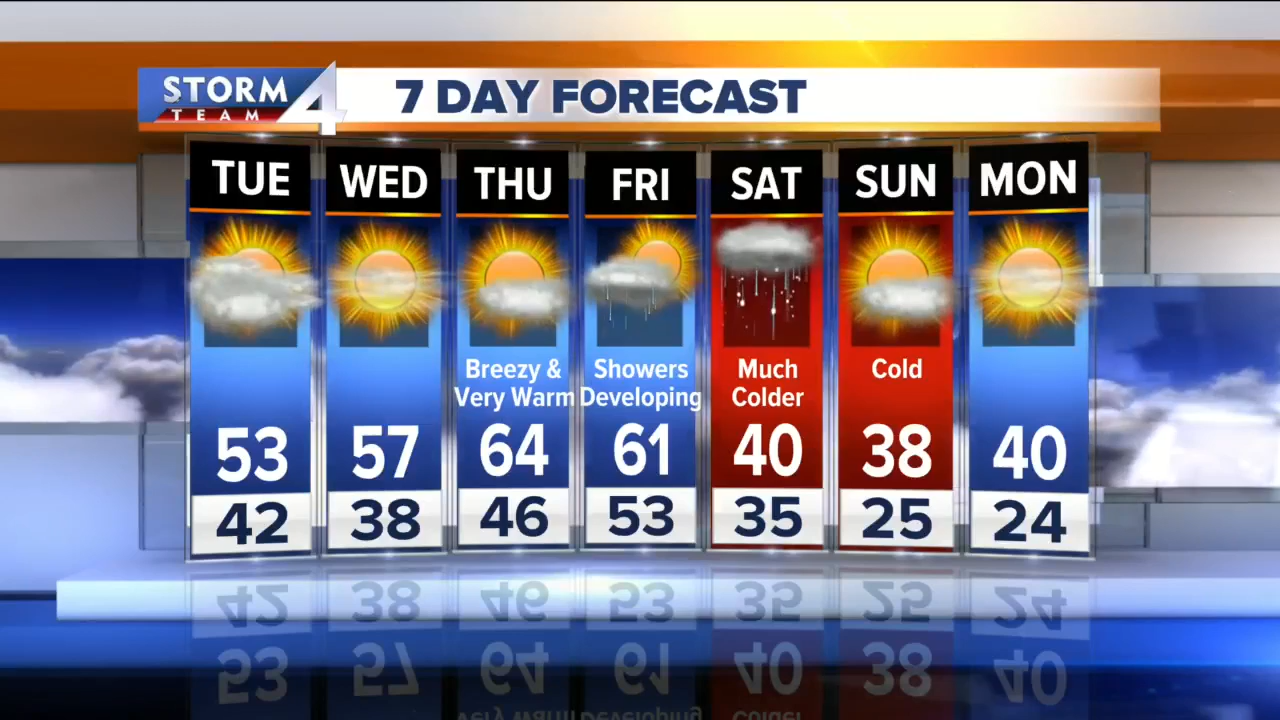 STORM
TEAM 4
7 DAY FORECAST
TUE WED THU FRI SAT SUN MON
Breezy & Showers Much Cold
Very Warm Developing Colder
53 57 64 61 40 38 40
42 38 46 53 35 25 24